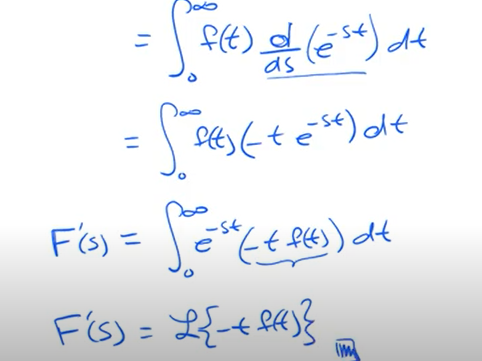 = ∫₀^∞ f(t) d/ds (e^{-st}) dt
= ∫₀^∞ f(t) (-t e^{-st}) dt
F'(s) = ∫₀^∞ e^{-st} (-t f(t)) dt
F'(s) = ℒ{-t f(t)}